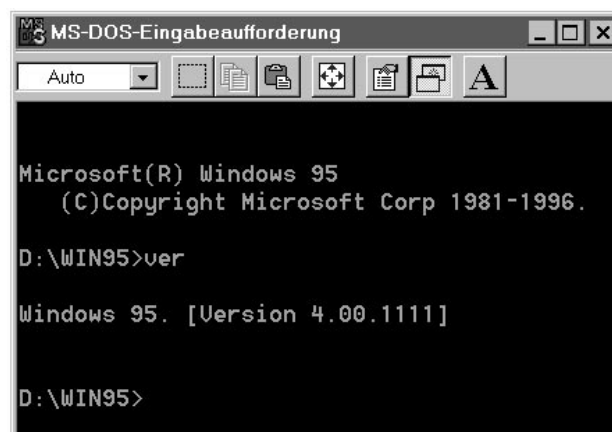 MS-DOS-Eingabeaufforderung
Auto
A
Microsoft(R) Windows 95
(C)Copyright Microsoft Corp 1981-1996.
D:\WIN95>ver
Windows 95. [Version 4.00.1111]
D:\WIN95>